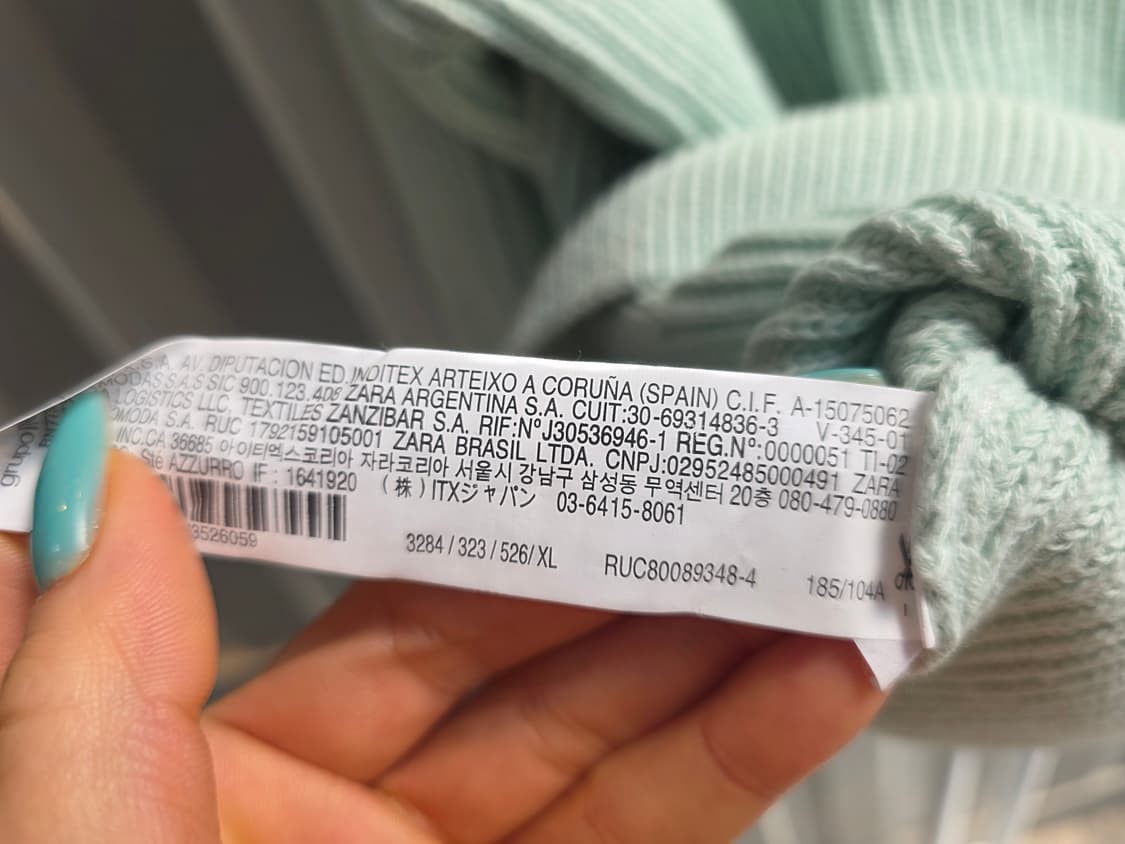 S.A. AV. DIPUTACION ED INDITEX ARTEIXO A CORUÑA (SPAIN) C.I.F. A-15075062
MODAS S.A.S SIC 900.123.408 ZARA ARGENTINA S.A. CUIT:30-69314836-3 V-345-01
LOGISTICS LLC, TEXTILES ZANZIBAR S.A. RIF:NºJ30536946-1 REG.Nº:0000051 TI-02
MODA S.A. RUC 1792159105001 ZARA BRASIL LTDA, CNPJ:02952485000491 ZARA
INC.CA 36685 아이티엑스코리아 자라코리아 서울시 강남구 삼성동 무역센터 20층 080-479-0880
Sté AZZURRO IF : 1641920 (株)ITXジャパン 03-6415-8061
3526059
3284 / 323 / 526/ XL RUC80089348-4 185/104A